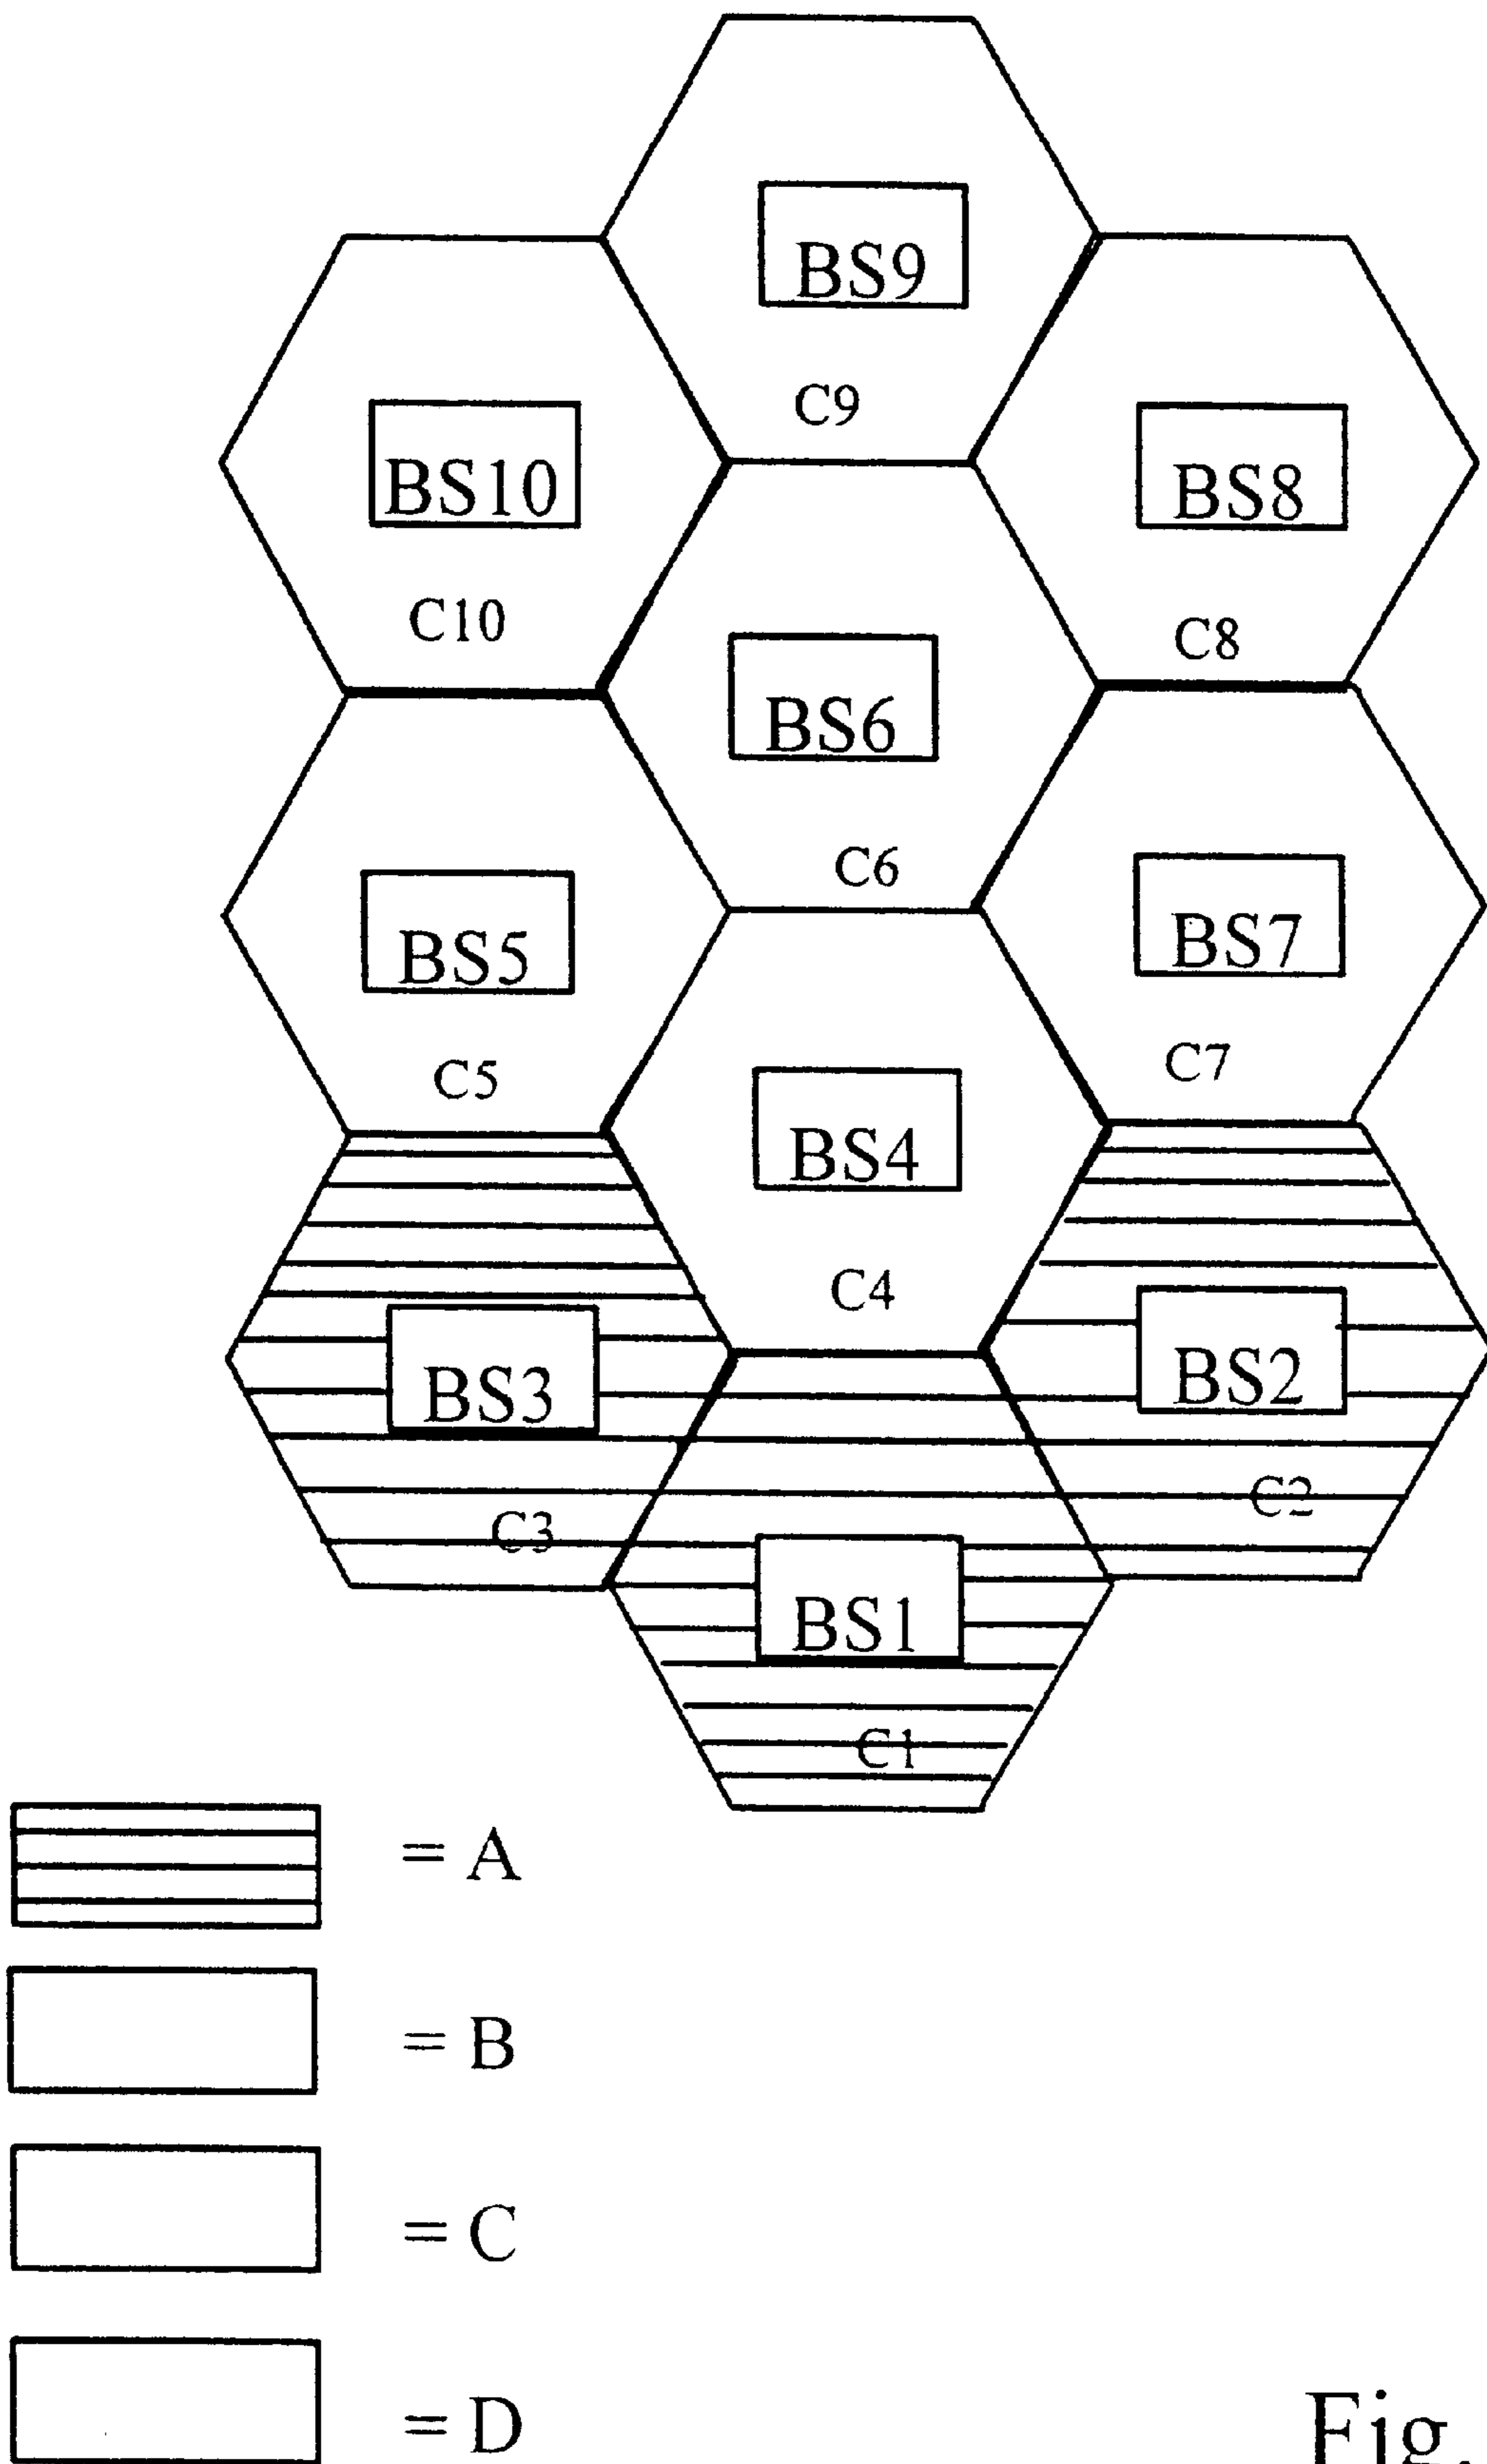 BS9
C9
BS10
BS8
C10
C8
BS6
C6
BS5
BS7
C5
C7
BS4
C4
BS3
BS2
C3
C2
BS1
C1
= A
= B
= C
= D
Fig.